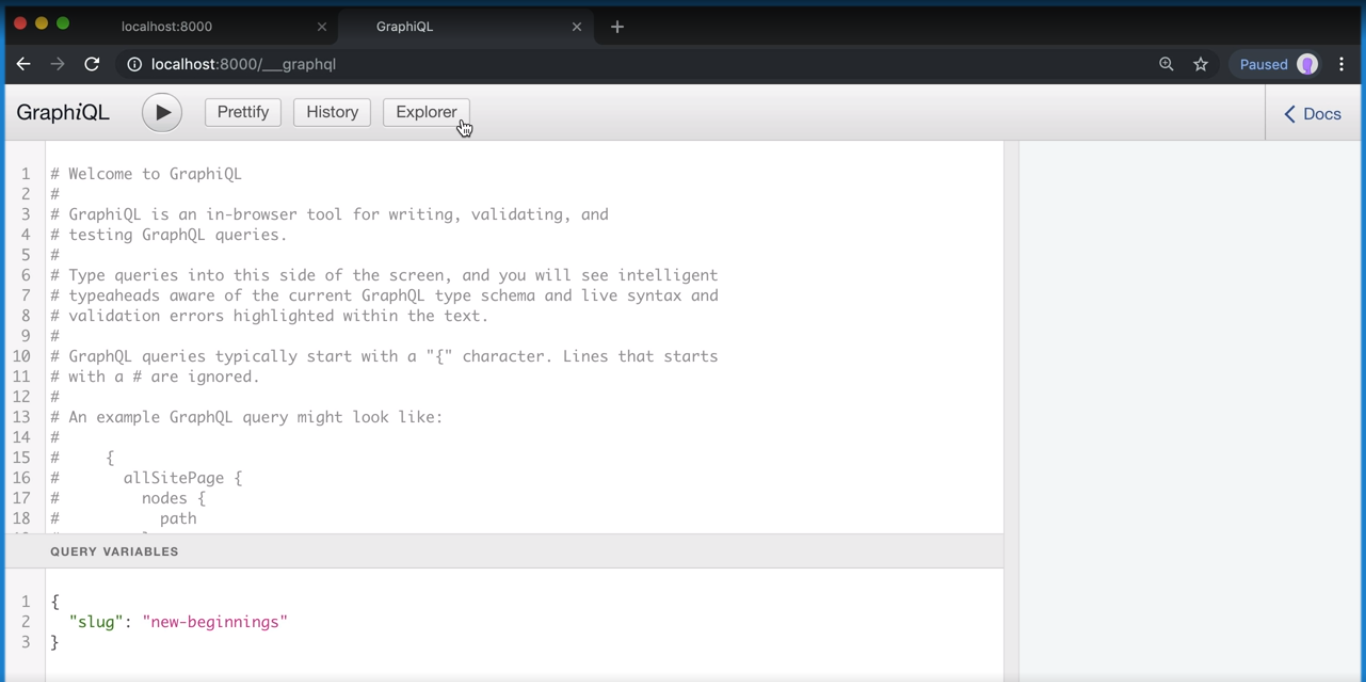 localhost:8000
GraphiQL
localhost:8000/___graphql
Paused
GraphiQL
Prettify
History
Explorer
Docs
1 # Welcome to GraphiQL
2 #
3 # GraphiQL is an in-browser tool for writing, validating, and
4 # testing GraphQL queries.
5 #
6 # Type queries into this side of the screen, and you will see intelligent
7 # typeaheads aware of the current GraphQL type schema and live syntax and
8 # validation errors highlighted within the text.
9 #
10 # GraphQL queries typically start with a "{" character. Lines that starts
11 # with a # are ignored.
12 #
13 # An example GraphQL query might look like:
14 #
15 #     {
16 #       allSitePage {
17 #         nodes {
18 #           path
QUERY VARIABLES
1 {
2   "slug": "new-beginnings"
3 }